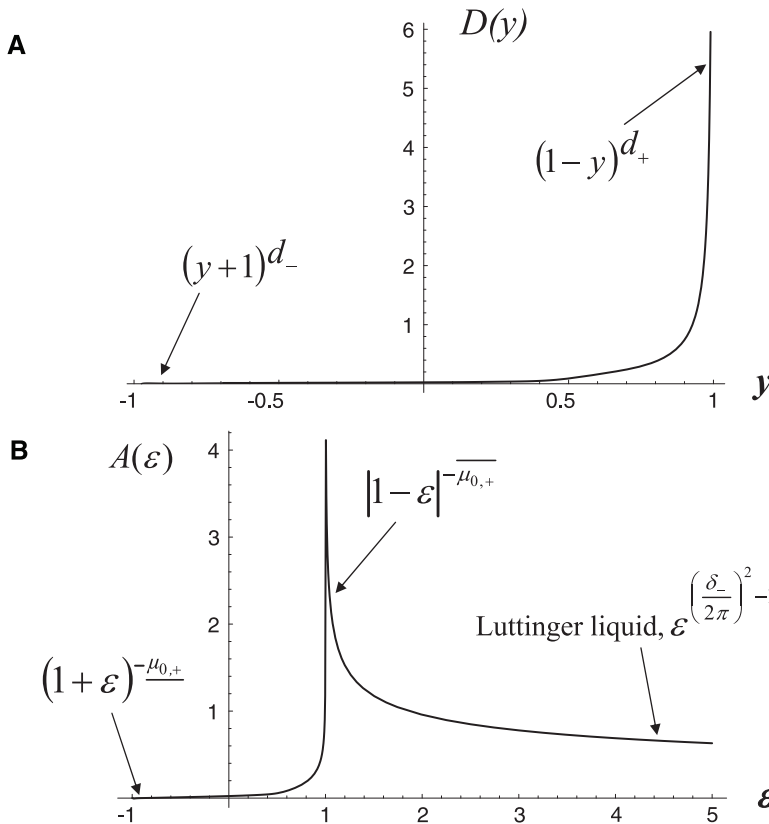 A
D(y)
6
5
4
3
2
1
(1−y)^{d_+}
(y+1)^{d_−}
-1 -0.5 0.5 1
y
B
A(ε)
4
3
2
1
|1−ε|^{−\overline{μ_{0,+}}}
Luttinger liquid, ε^{(δ_−/2π)^2 −
(1+ε)^{−\underline{μ_{0,+}}}
-1 1 2 3 4 5
ε